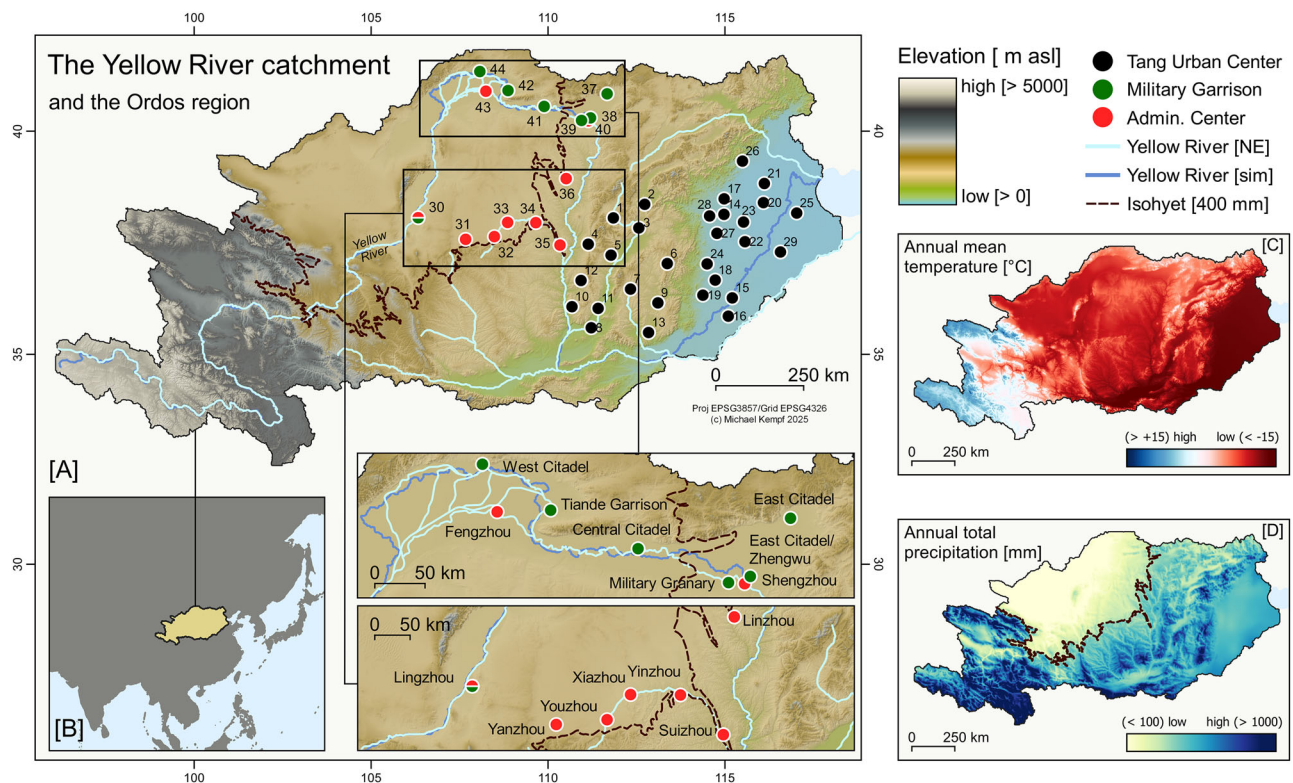 100
105
110
115
The Yellow River catchment
and the Ordos region
40
35
30
40
35
30
44
42
43
41
37
38
39
40
36
30
31
33
34
32
35
Yellow
River
1
2
3
4
5
6
7
8
9
10
11
12
13
14
15
16
17
18
19
20
21
22
23
24
25
26
27
28
29
0 250 km
Proj EPSG3857/Grid EPSG4326
(c) Michael Kempf 2025
[A]
[B]
West Citadel
Tiande Garrison
Fengzhou
Central Citadel
East Citadel
East Citadel/
Zhengwu
Military Granary
Shengzhou
0 50 km
0 50 km
Linzhou
Lingzhou
Xiazhou
Yinzhou
Youzhou
Yanzhou
Suizhou
100
105
110
115
Elevation [ m asl]
high [> 5000]
low [> 0]
Tang Urban Center
Military Garrison
Admin. Center
Yellow River [NE]
Yellow River [sim]
Isohyet [400 mm]
Annual mean
temperature [°C]
[C]
(> +15) high
low (< -15)
0 250 km
Annual total
precipitation [mm]
[D]
(< 100) low
high (> 1000)
0 250 km